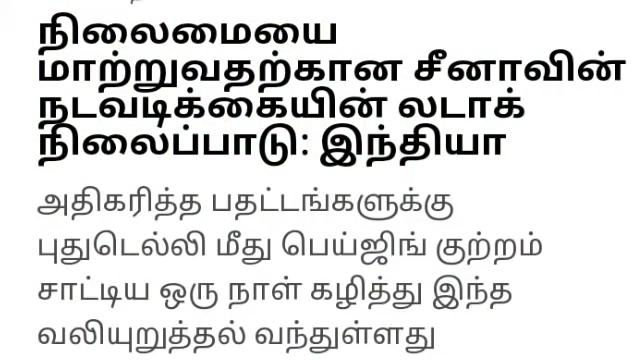 நிலைமையை
மாற்றுவதற்கான சீனாவின்
நடவடிக்கையின் லடாக்
நிலைப்பாடு: இந்தியா
அதிகரித்த பதட்டங்களுக்கு
புதுடெல்லி மீது பெய்ஜிங் குற்றம்
சாட்டிய ஒரு நாள் கழித்து இந்த
வலியுறுத்தல் வந்துள்ளது